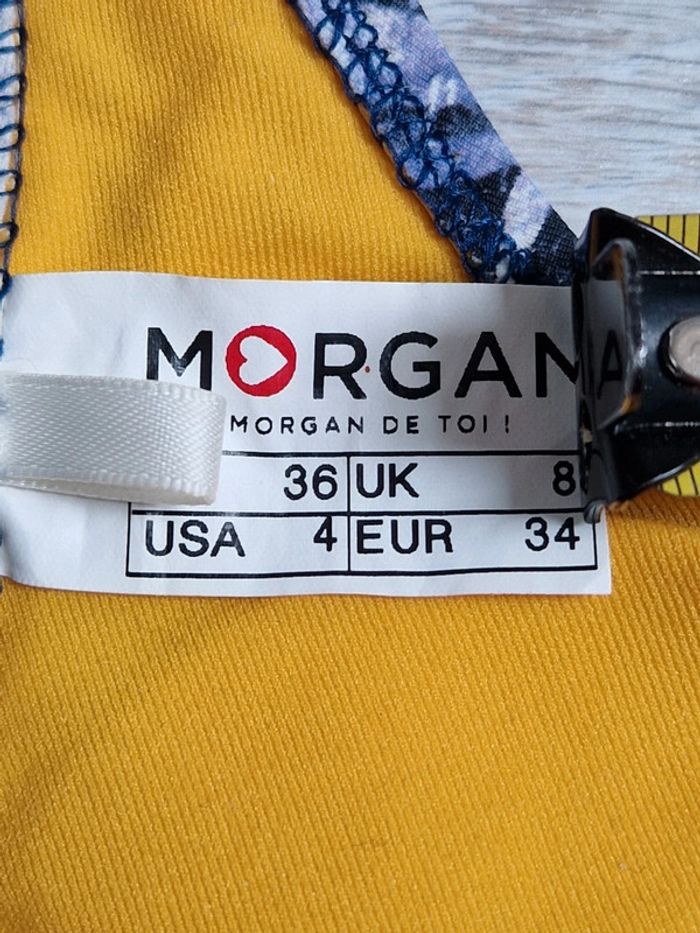 MORGAN
MORGAN DE TOI !
36 UK 8
USA 4 EUR 34